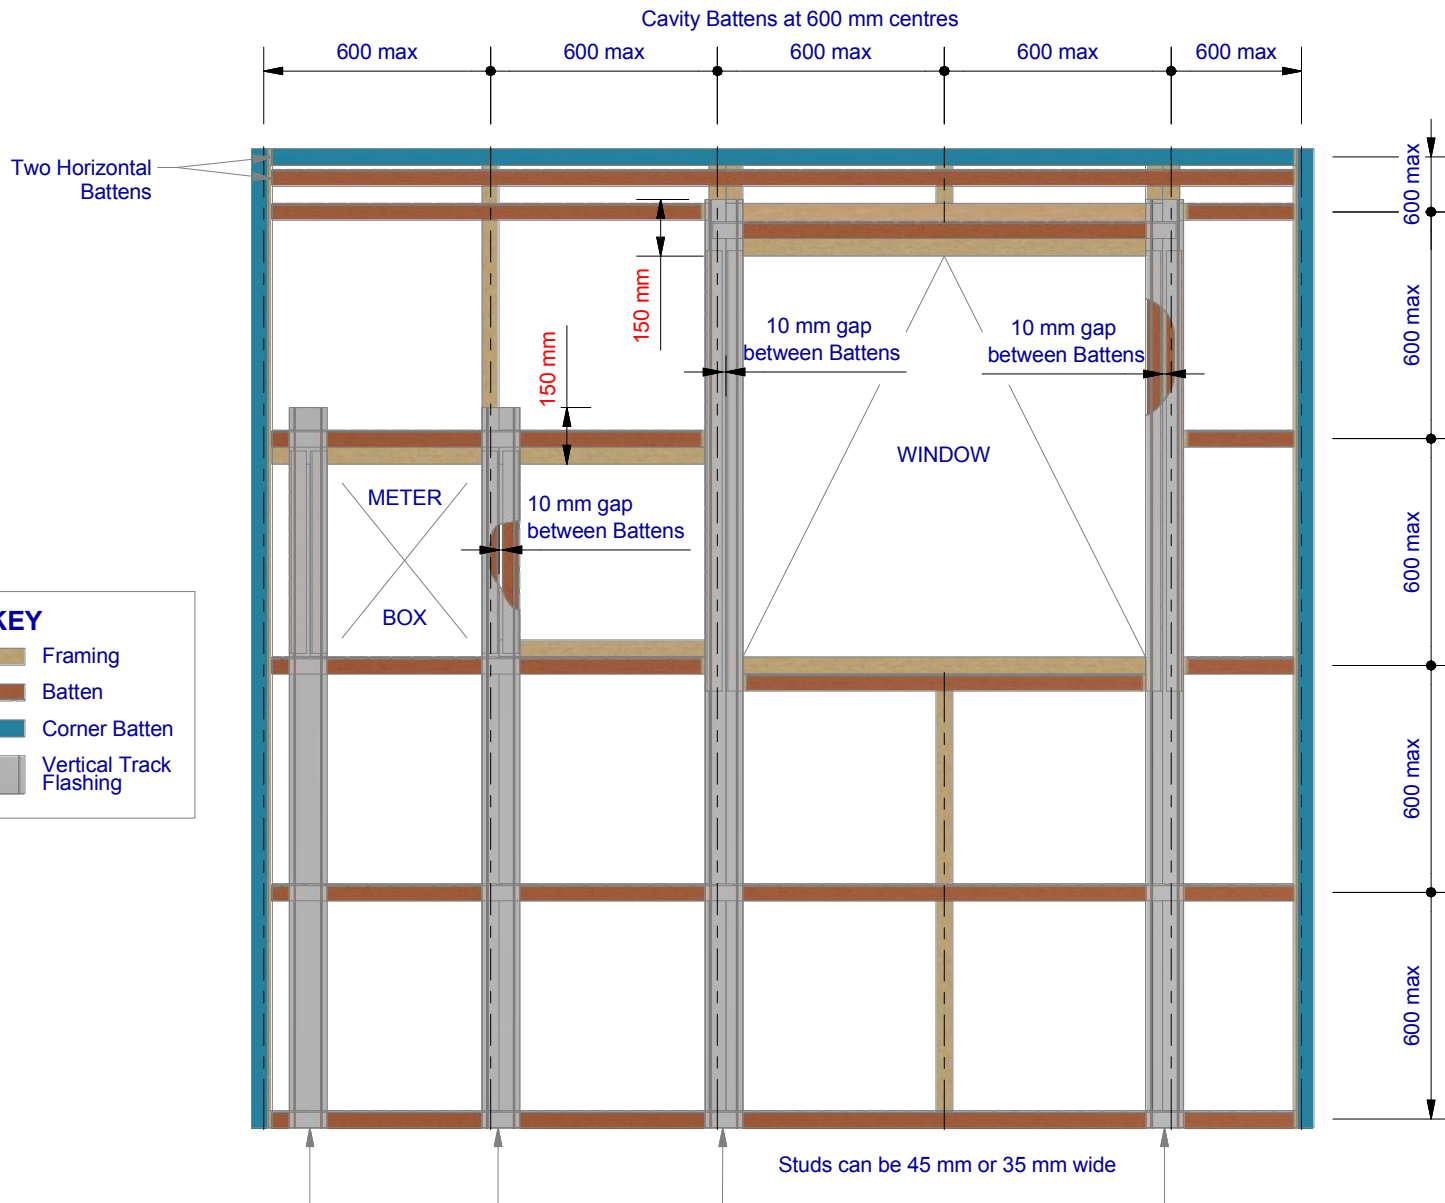 Cavity Battens at 600 mm centres
600 max
600 max
600 max
600 max
600 max
Two Horizontal
Battens
600 max
600 max
600 max
600 max
600 max
150 mm
150 mm
10 mm gap
between Battens
10 mm gap
between Battens
WINDOW
METER
BOX
10 mm gap
between Battens
KEY
Framing
Batten
Corner Batten
Vertical Track
Flashing
Studs can be 45 mm or 35 mm wide